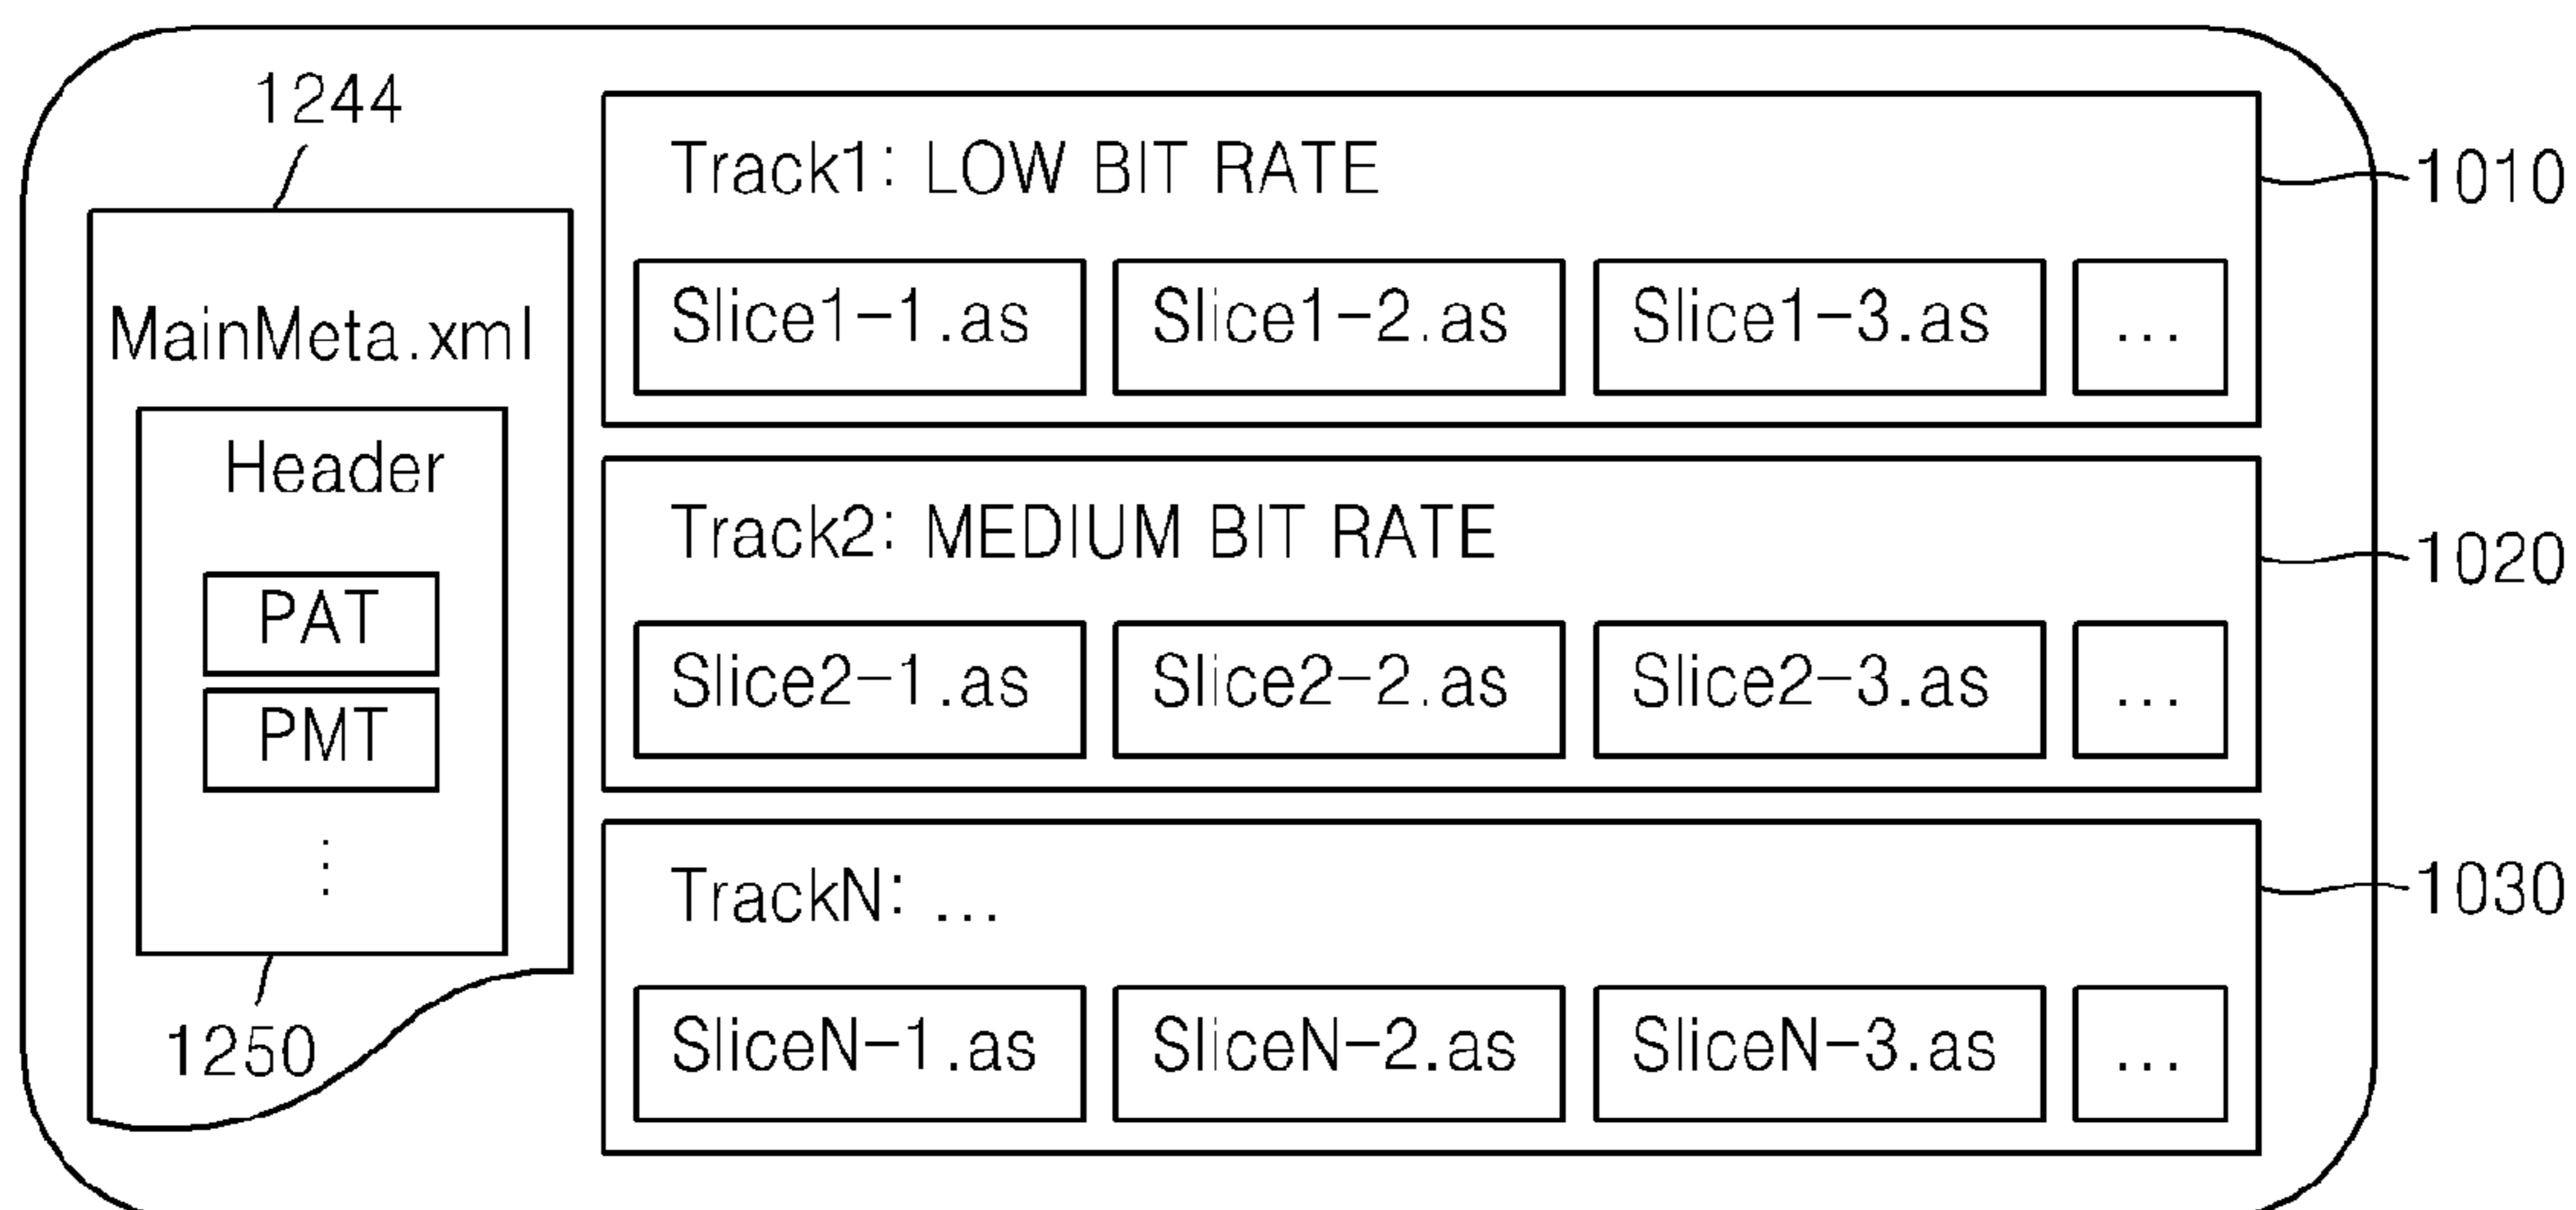 1244
MainMeta.xml
Header
PAT
PMT
⋮
1250
Track1: LOW BIT RATE
1010
Slice1-1.as
Slice1-2.as
Slice1-3.as
...
Track2: MEDIUM BIT RATE
1020
Slice2-1.as
Slice2-2.as
Slice2-3.as
...
TrackN: ...
1030
SliceN-1.as
SliceN-2.as
SliceN-3.as
...